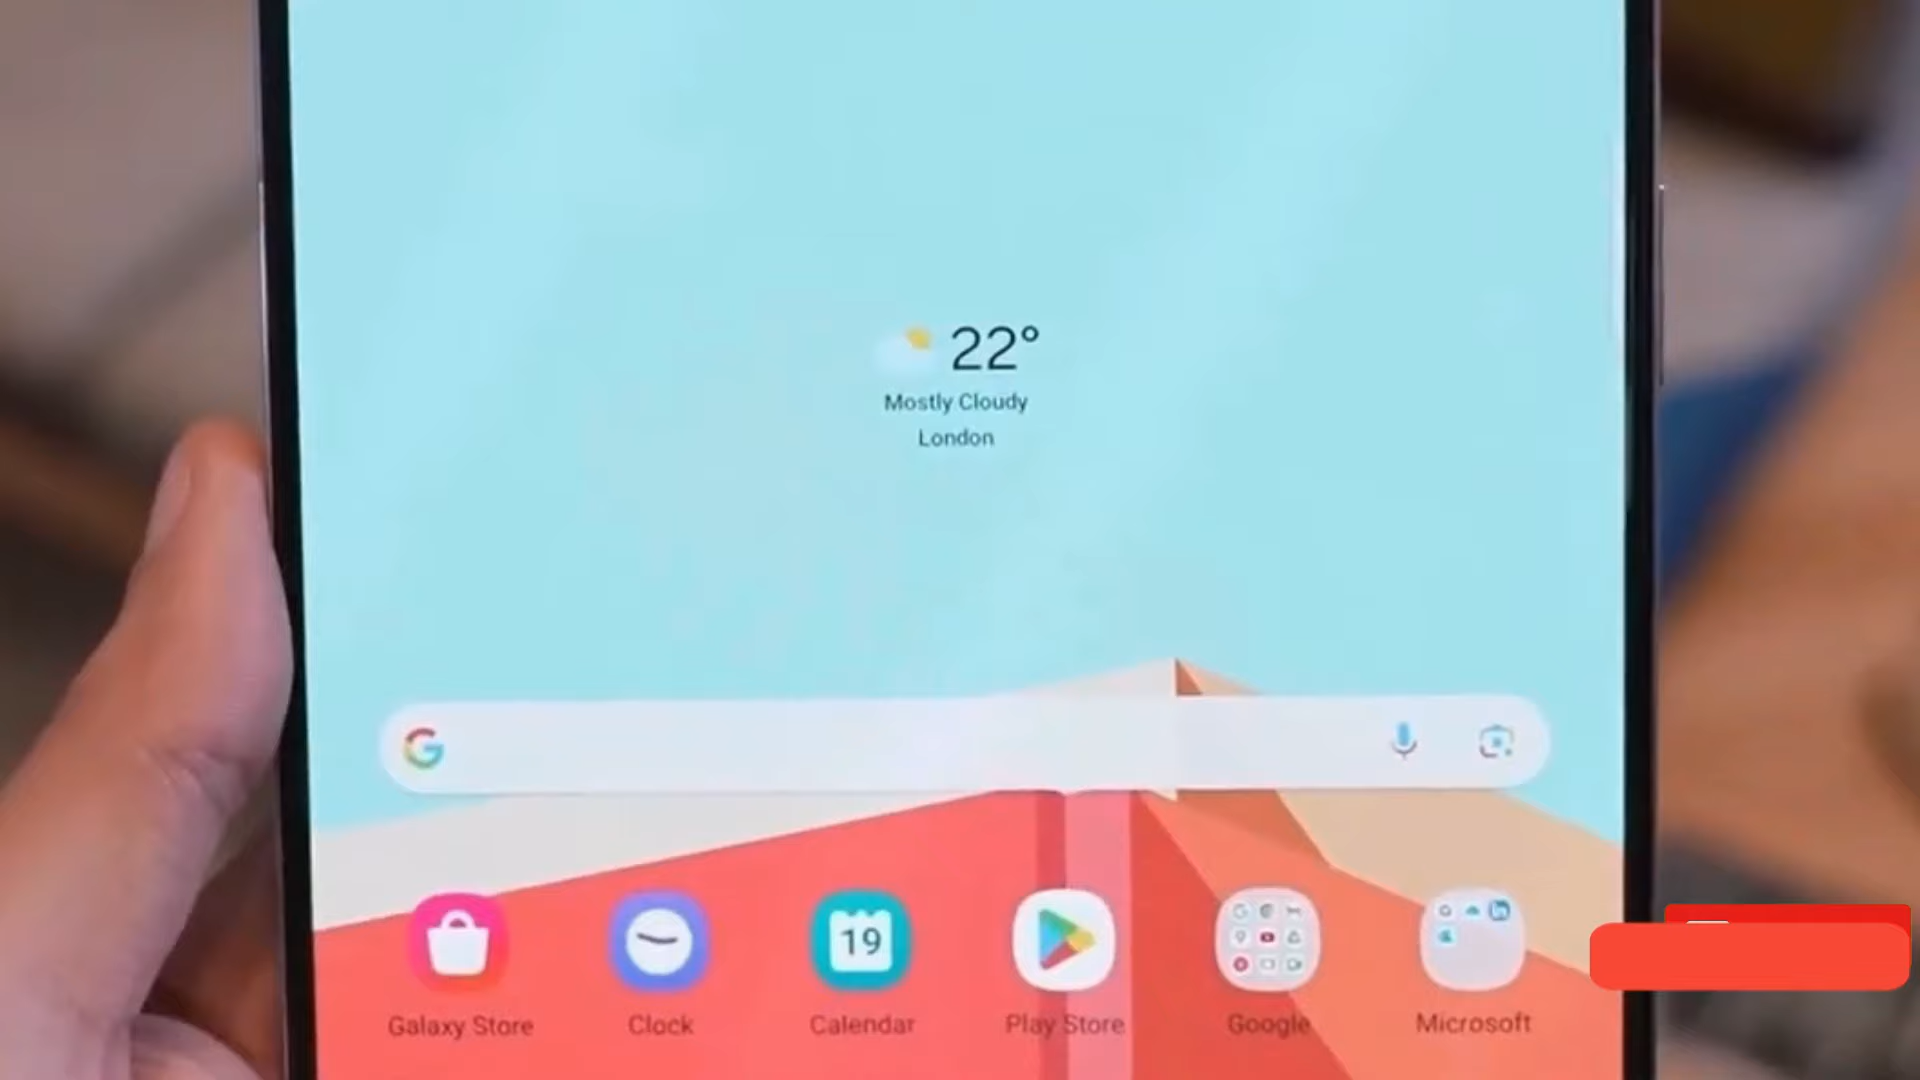 22°
Mostly Cloudy
London
G
19
Galaxy Store
Clock
Calendar
Play Store
Google
Microsoft